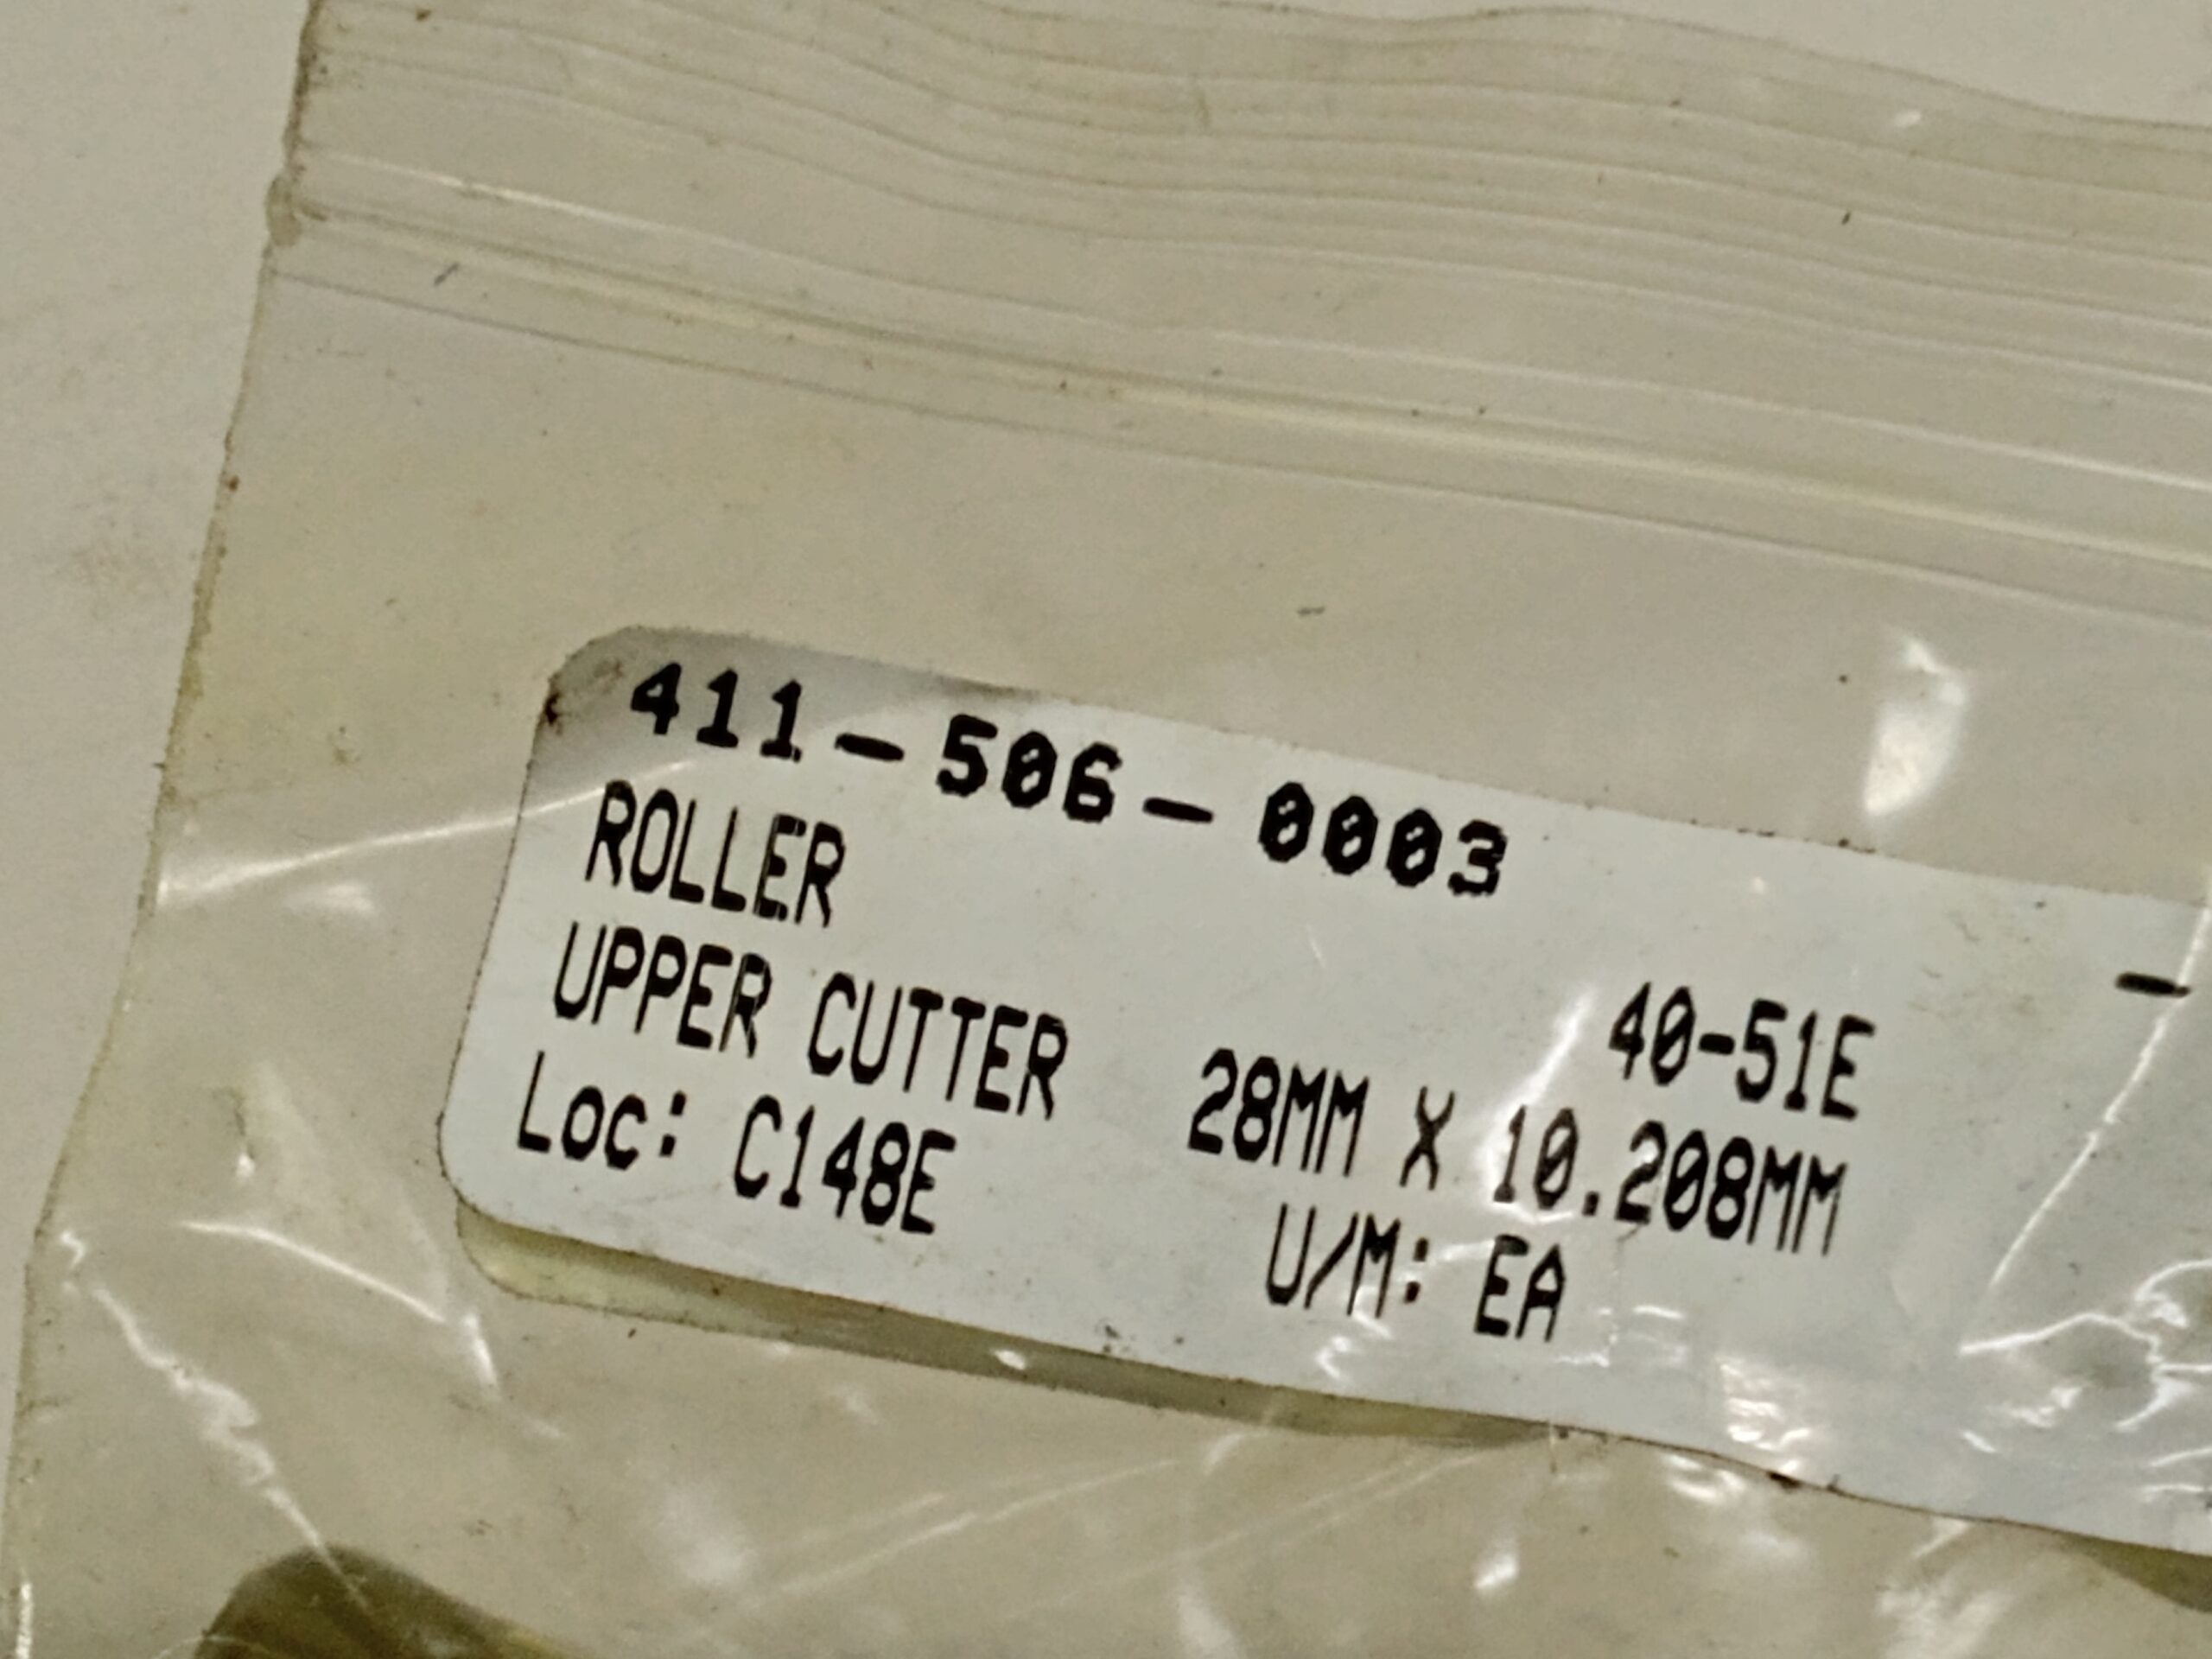 411-506-0003
ROLLER
40-51E -
UPPER CUTTER 28MM X 10.208MM
Loc: C148E U/M: EA